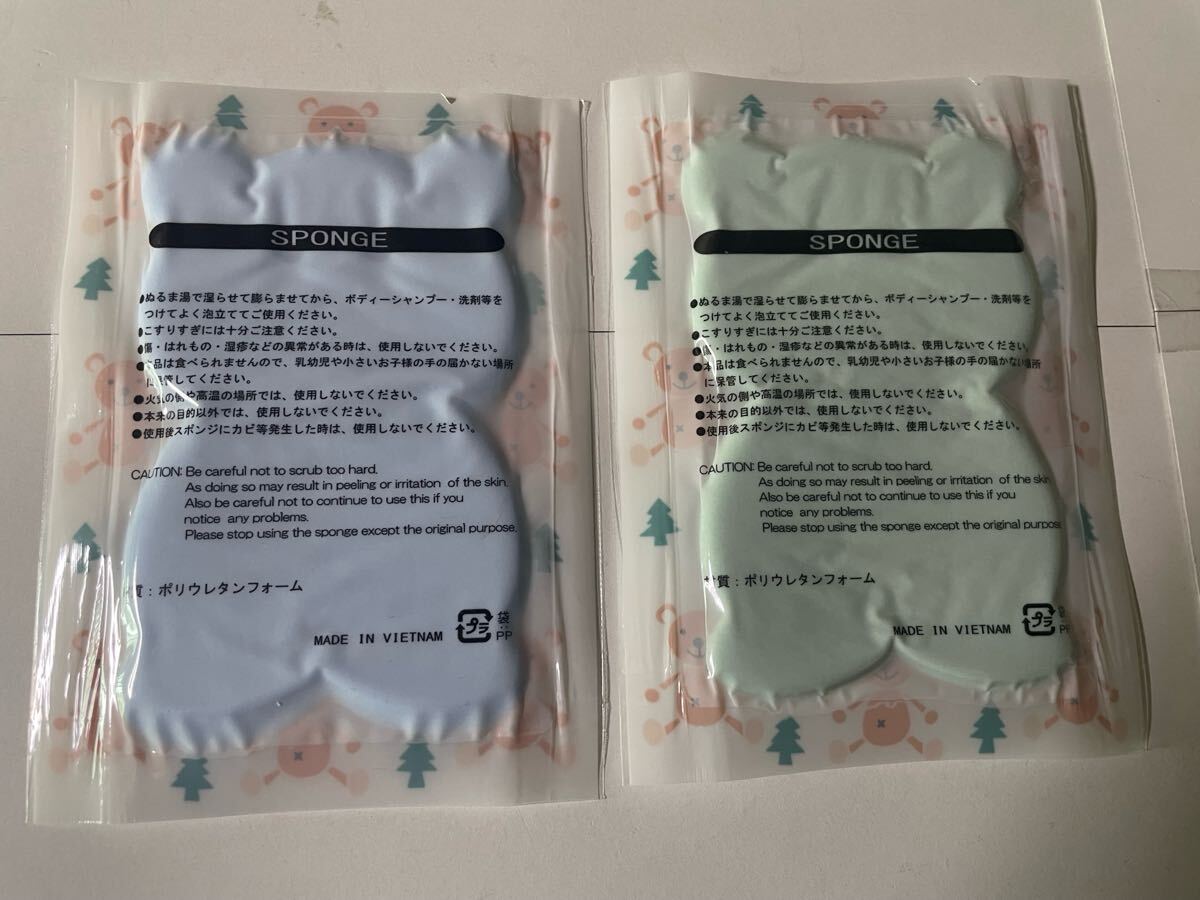 SPONGE
●ぬるま湯で湿らせて膨らませてから、ボディーシャンプー・洗剤等を
つけてよく泡立ててご使用ください。
●こすりすぎには十分ご注意ください。
●傷・はれもの・湿疹などの異常がある時は、使用しないでください。
●本品は食べられませんので、乳幼児や小さいお子様の手の届かない場所
に保管してください。
●火気の側や高温の場所では、使用しないでください。
●本来の目的以外では、使用しないでください。
●使用後スポンジにカビ等発生した時は、使用しないでください。
CAUTION: Be careful not to scrub too hard.
As doing so may result in peeling or irritation of the skin.
Also be careful not to continue to use this if you
notice any problems.
Please stop using the sponge except the original purpose.
質：ポリウレタンフォーム
MADE IN VIETNAM
プラ
袋：PP
SPONGE
●ぬるま湯で湿らせて膨らませてから、ボディーシャンプー・洗剤等を
つけてよく泡立ててご使用ください。
●こすりすぎには十分ご注意ください。
●傷・はれもの・湿疹などの異常がある時は、使用しないでください。
●本品は食べられませんので、乳幼児や小さいお子様の手の届かない場所
に保管してください。
●火気の側や高温の場所では、使用しないでください。
●本来の目的以外では、使用しないでください。
●使用後スポンジにカビ等発生した時は、使用しないでください。
CAUTION: Be careful not to scrub too hard.
As doing so may result in peeling or irritation of the skin
Also be careful not to continue to use this if you
notice any problems.
Please stop using the sponge except the original purpose
材質：ポリウレタンフォーム
MADE IN VIETNAM
プラ
袋：PP